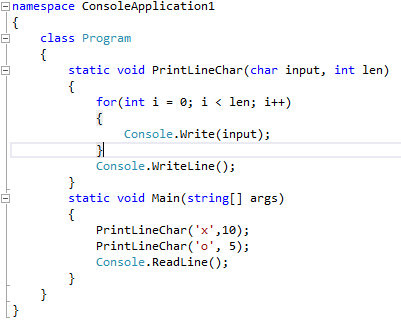 namespace ConsoleApplication1
{
    class Program
    {
        static void PrintLineChar(char input, int len)
        {
            for(int i = 0; i < len; i++)
            {
                Console.Write(input);
            }
            Console.WriteLine();
        }
        static void Main(string[] args)
        {
            PrintLineChar('x',10);
            PrintLineChar('o', 5);
            Console.ReadLine();
        }
    }
}